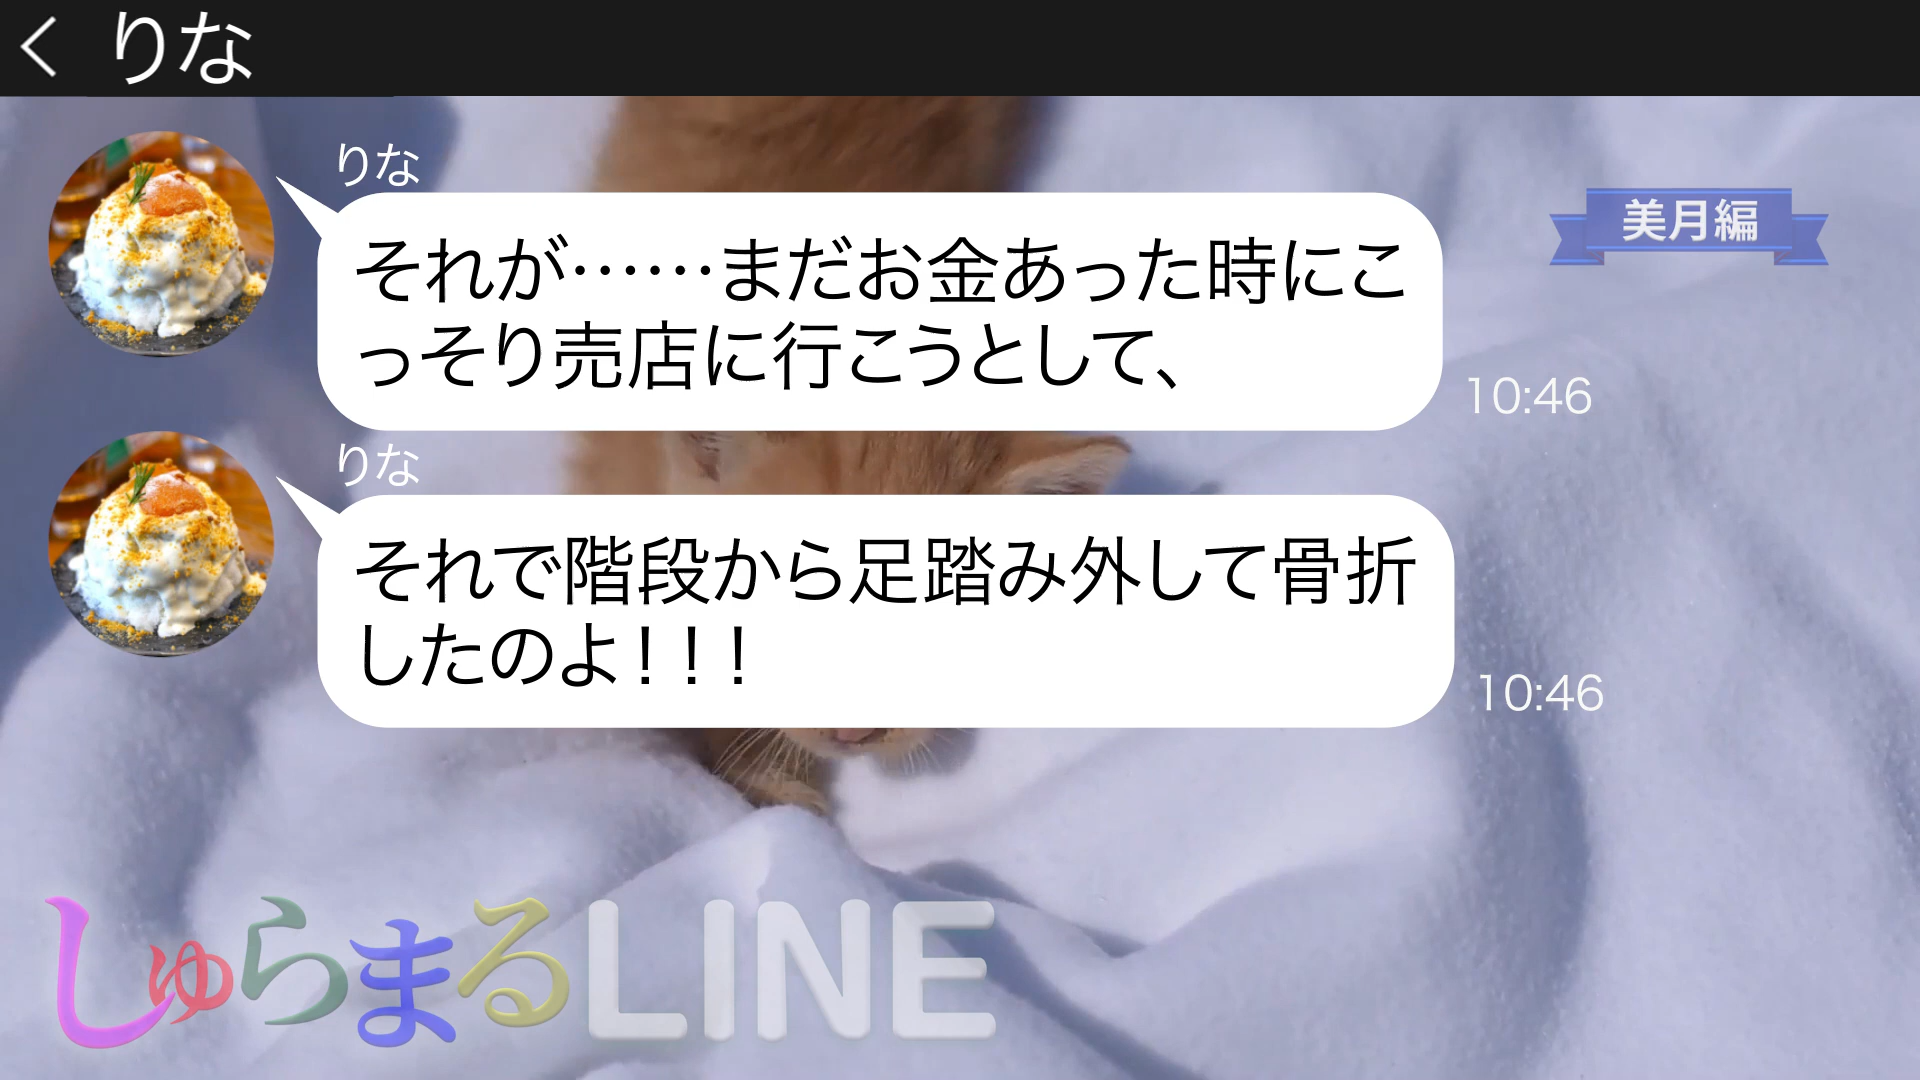 りな
りな
美月編
それが……まだお金あった時にこ
っそり売店に行こうとして、
10:46
りな
それで階段から足踏み外して骨折
したのよ！！！
10:46
しゅらまるLINE